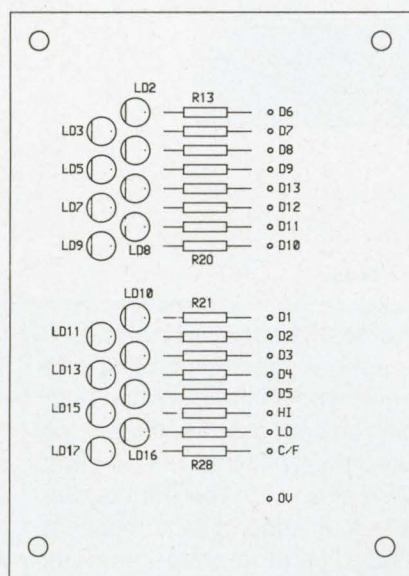 LD2
R13
D6
LD3
D7
D8
LD5
D9
D13
LD7
D12
D11
LD9
LD8
D10
R20
LD10
R21
D1
LD11
D2
D3
LD13
D4
D5
LD15
HI
LO
LD17
LD16
C/F
R28
0V